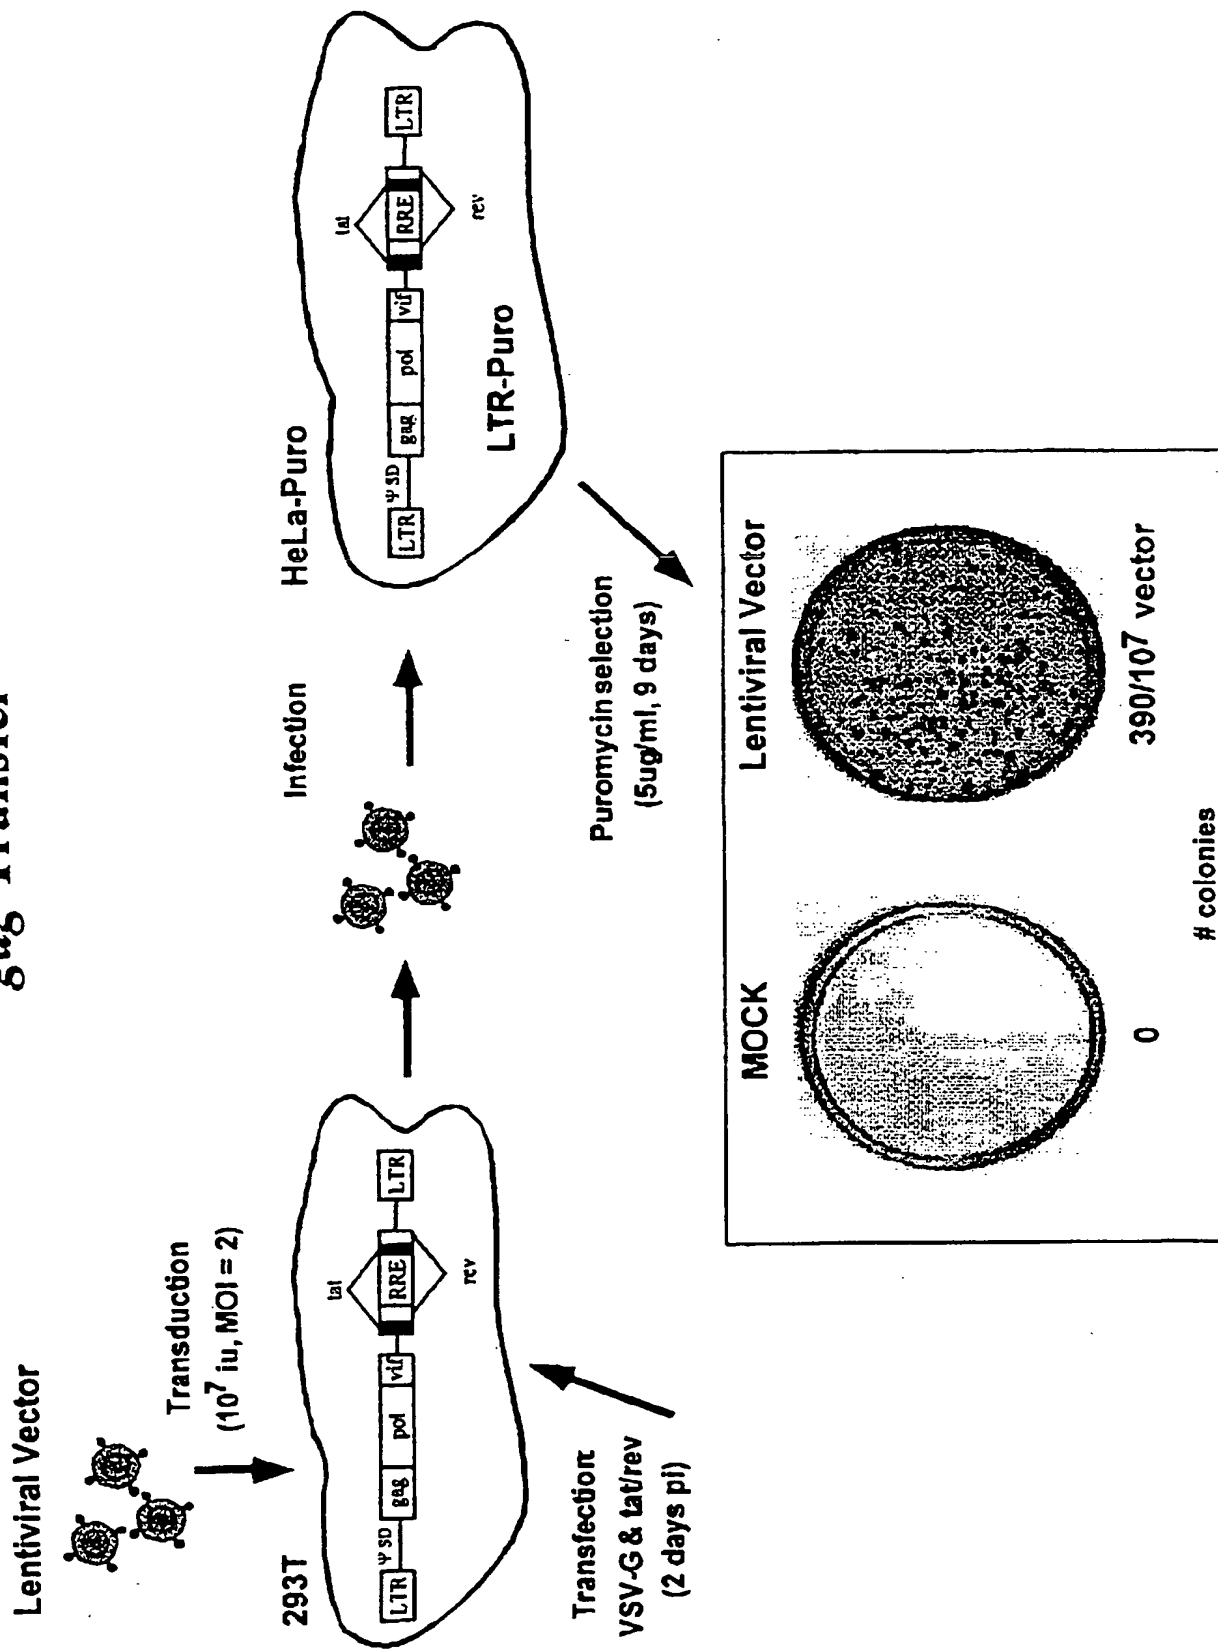 gag Transfer
Lentiviral Vector
Transduction
(10⁷ iu, MOI = 2)
293T
LTR
Ψ SD
gag
pol
vif
tat
RRE
rev
LTR
Transfection
VSV-G & tat/rev
(2 days pi)
Infection
HeLa-Puro
LTR
Ψ SD
gag
pol
vif
tat
RRE
rev
LTR
LTR-Puro
Puromycin selection
(5ug/ml, 9 days)
MOCK
Lentiviral Vector
0
390/10⁷ vector
# colonies